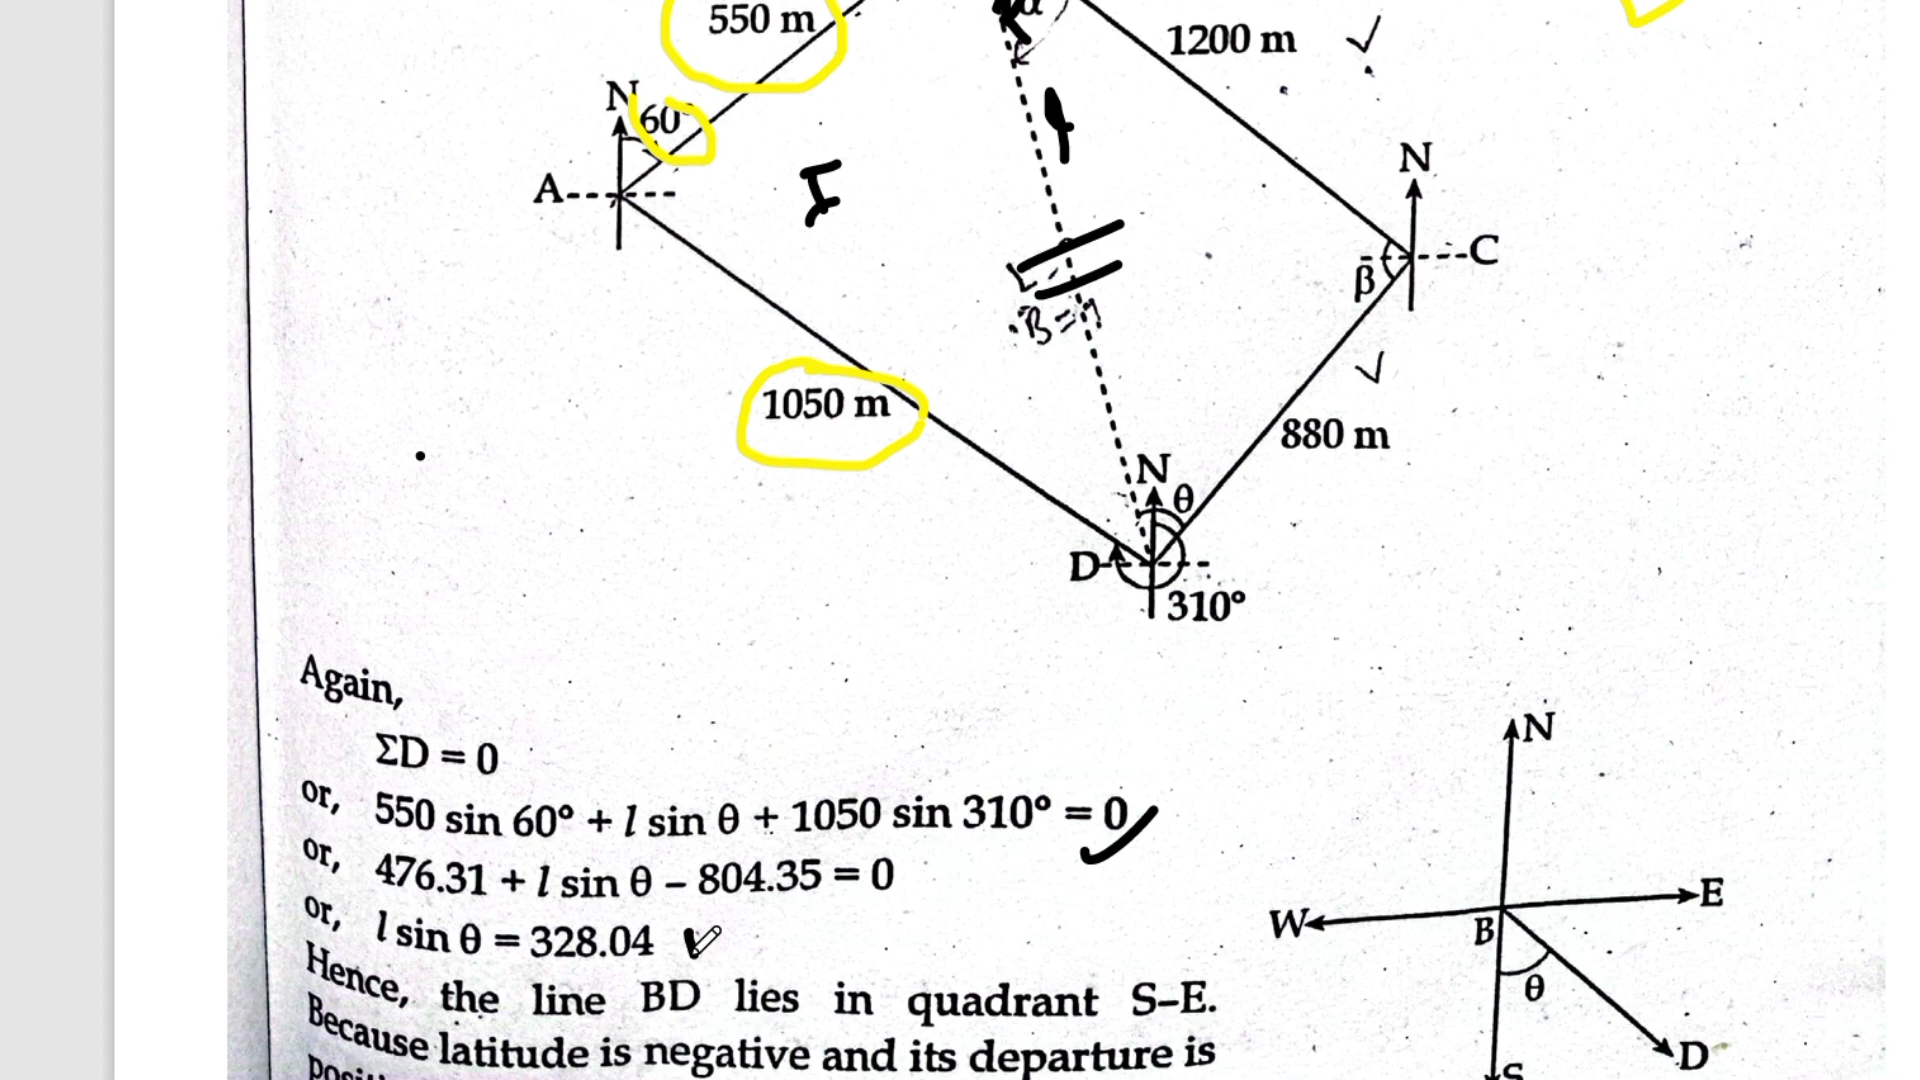 550 m
α
1200 m
N
60°
A
I
l
N
C
β
B = ?
1050 m
880 m
N
θ
D
310°
Again,
ΣD = 0
or, 550 sin 60° + l sin θ + 1050 sin 310° = 0
or, 476.31 + l sin θ – 804.35 = 0
or, l sin θ = 328.04
Hence, the line BD lies in quadrant S–E.
Because latitude is negative and its departure is
N
E
W
B
θ
D
S